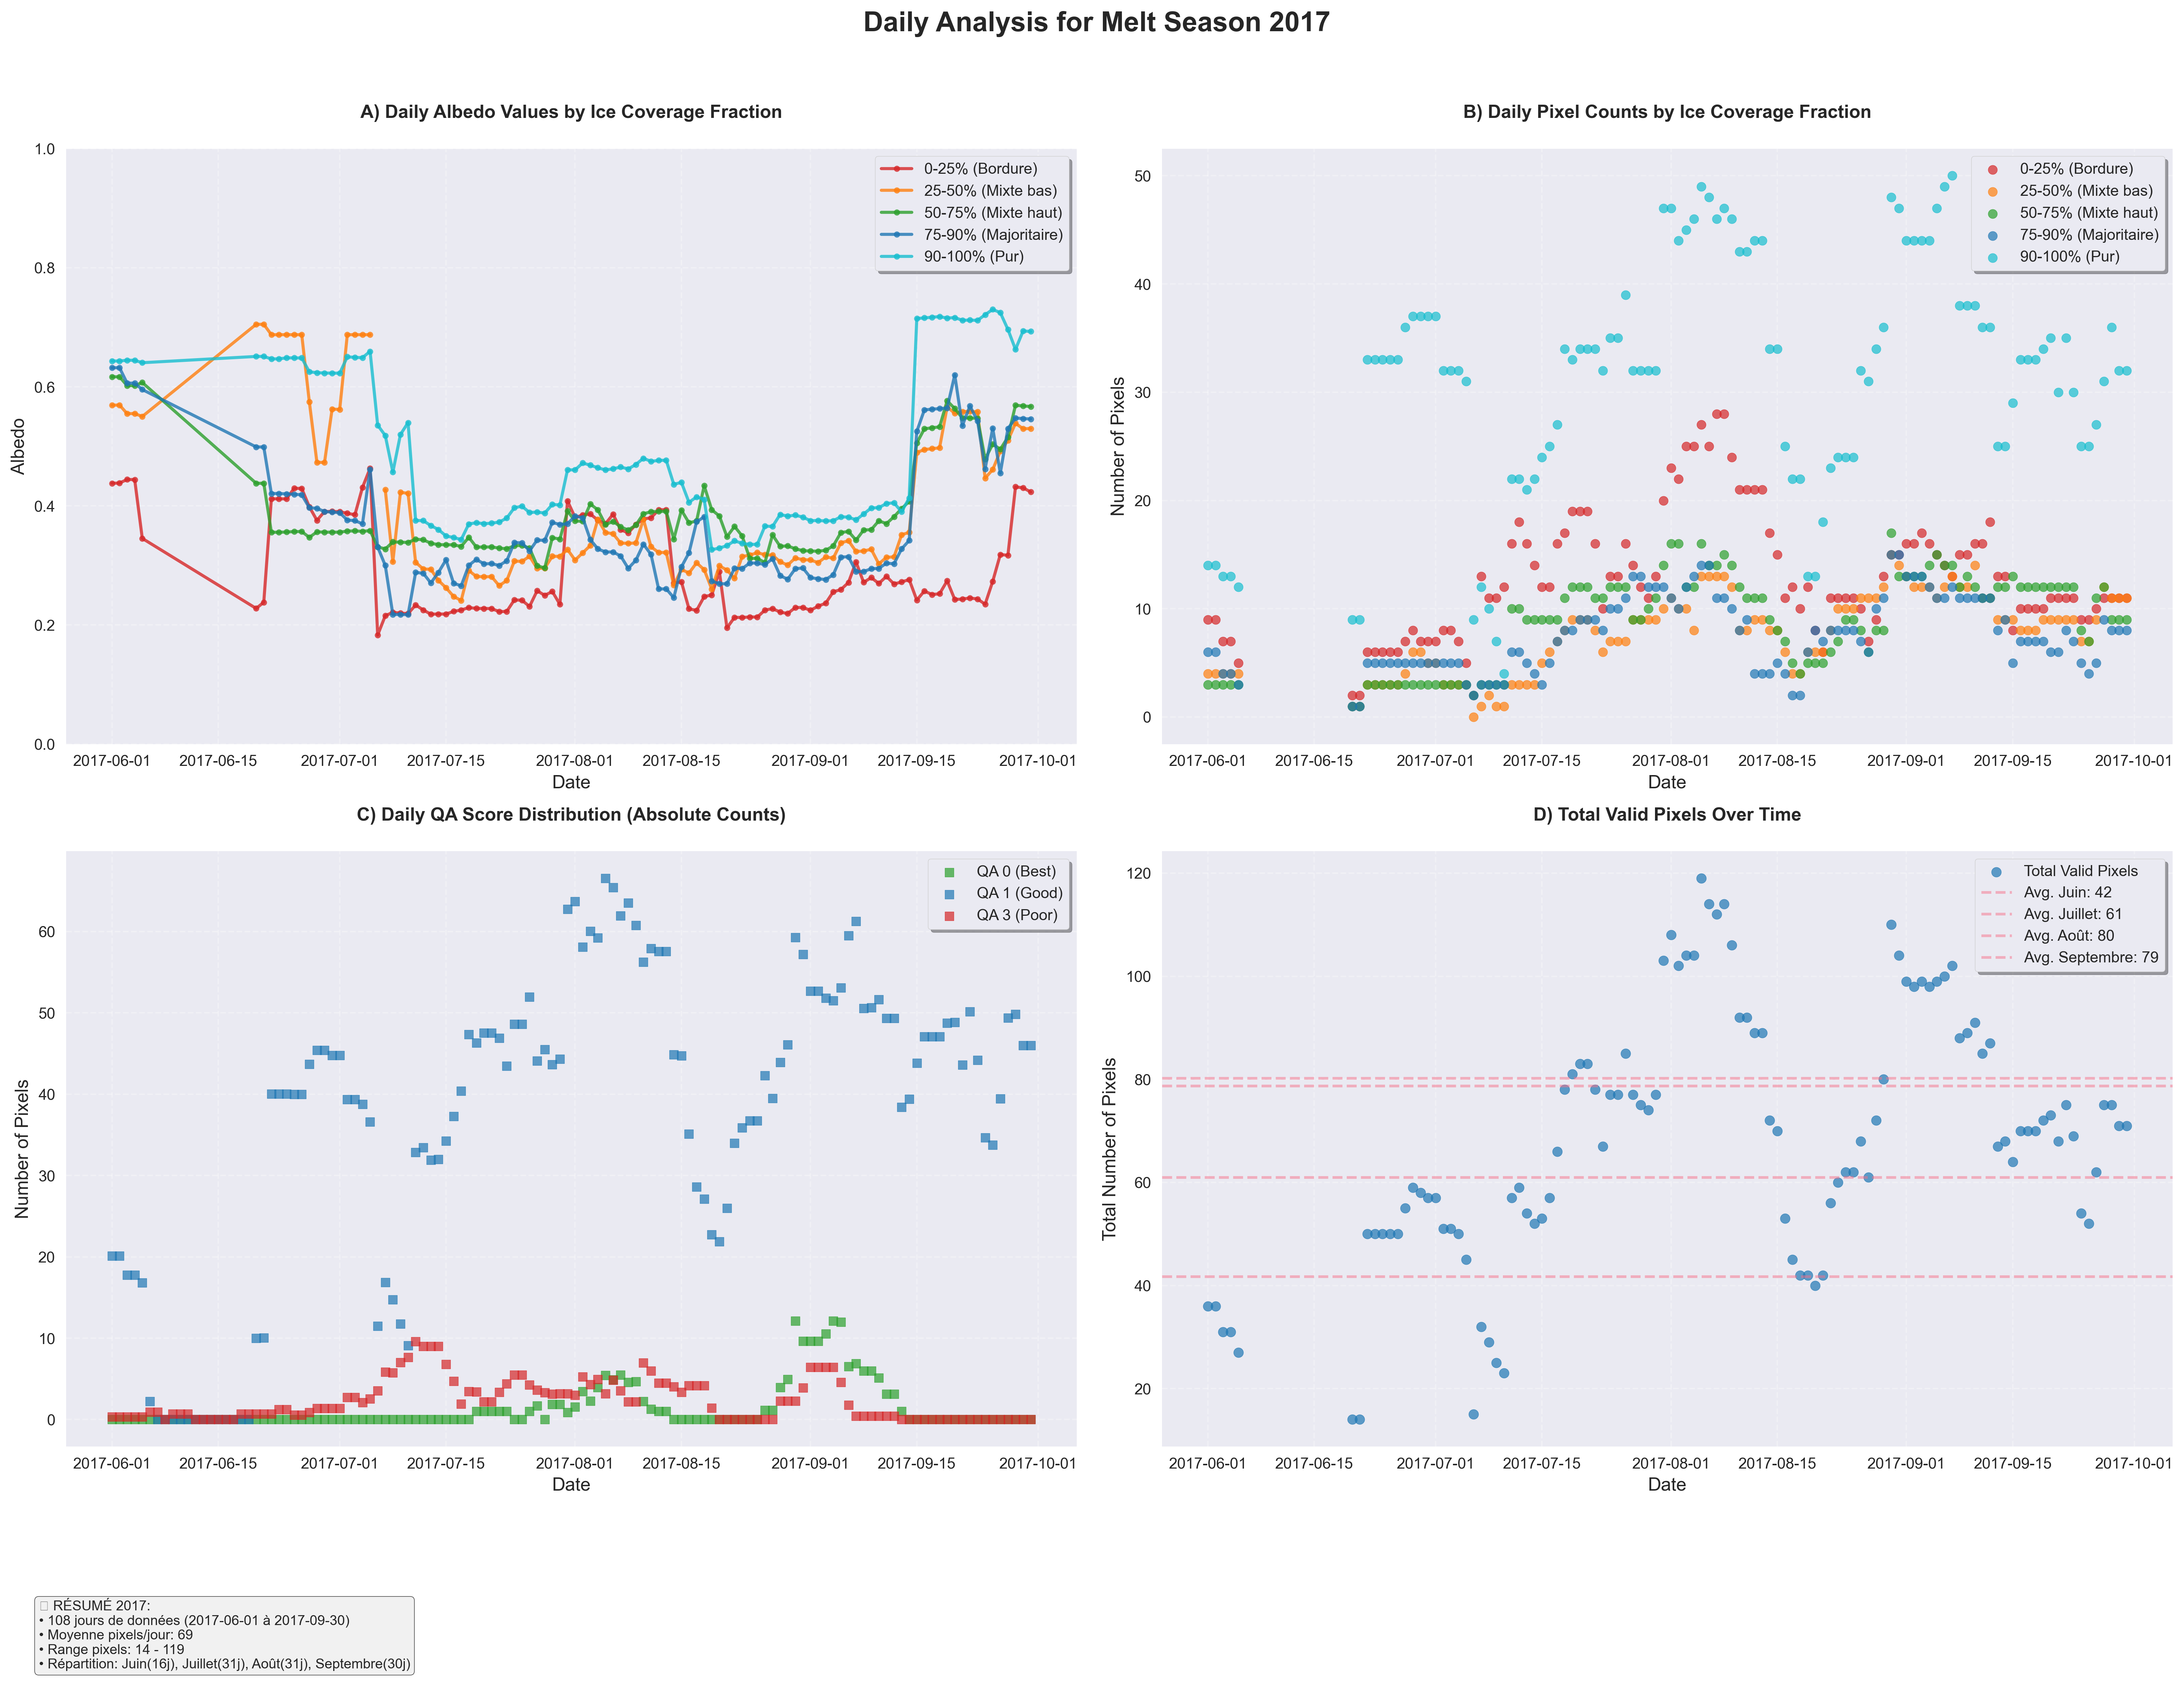 Daily Analysis for Melt Season 2017
A) Daily Albedo Values by Ice Coverage Fraction
1.0
0.8
0.6
0.4
0.2
0.0
Albedo
0-25% (Bordure)
25-50% (Mixte bas)
50-75% (Mixte haut)
75-90% (Majoritaire)
90-100% (Pur)
2017-06-01
2017-06-15
2017-07-01
2017-07-15
2017-08-01
2017-08-15
2017-09-01
2017-09-15
2017-10-01
Date
B) Daily Pixel Counts by Ice Coverage Fraction
50
40
30
20
10
0
Number of Pixels
0-25% (Bordure)
25-50% (Mixte bas)
50-75% (Mixte haut)
75-90% (Majoritaire)
90-100% (Pur)
2017-06-01
2017-06-15
2017-07-01
2017-07-15
2017-08-01
2017-08-15
2017-09-01
2017-09-15
2017-10-01
Date
C) Daily QA Score Distribution (Absolute Counts)
60
50
40
30
20
10
0
Number of Pixels
QA 0 (Best)
QA 1 (Good)
QA 3 (Poor)
2017-06-01
2017-06-15
2017-07-01
2017-07-15
2017-08-01
2017-08-15
2017-09-01
2017-09-15
2017-10-01
Date
D) Total Valid Pixels Over Time
120
100
80
60
40
20
Total Number of Pixels
Total Valid Pixels
Avg. Juin: 42
Avg. Juillet: 61
Avg. Août: 80
Avg. Septembre: 79
2017-06-01
2017-06-15
2017-07-01
2017-07-15
2017-08-01
2017-08-15
2017-09-01
2017-09-15
2017-10-01
Date
RÉSUMÉ 2017:
• 108 jours de données (2017-06-01 à 2017-09-30)
• Moyenne pixels/jour: 69
• Range pixels: 14 - 119
• Répartition: Juin(16j), Juillet(31j), Août(31j), Septembre(30j)